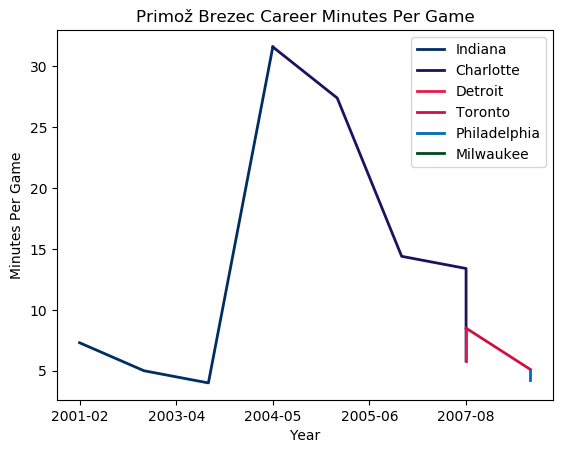 Primož Brezec Career Minutes Per Game
Indiana
Charlotte
Detroit
Toronto
Philadelphia
Milwaukee
Minutes Per Game
30
25
20
15
10
5
2001-02
2003-04
2004-05
2005-06
2007-08
Year